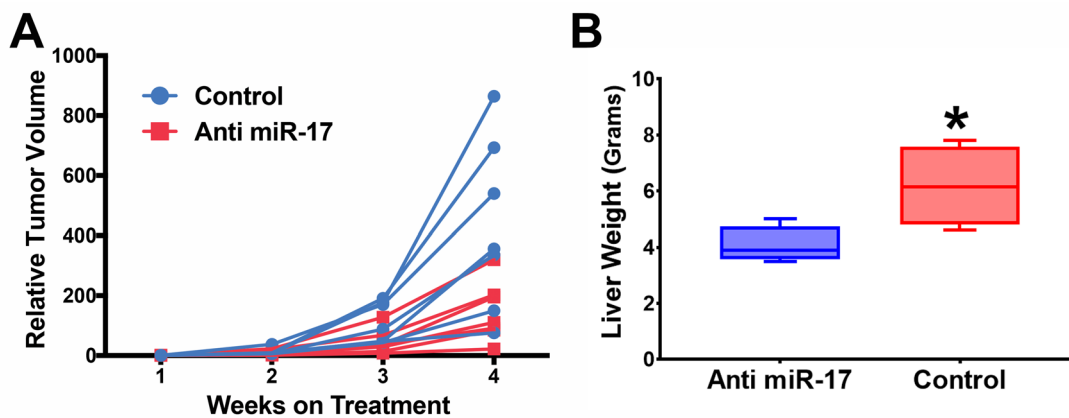 A
Relative Tumor Volume
1000
800
600
400
200
0
1 2 3 4
Weeks on Treatment
Control
Anti miR-17
B
Liver Weight (Grams)
10
8
6
4
2
0
*
Anti miR-17 Control